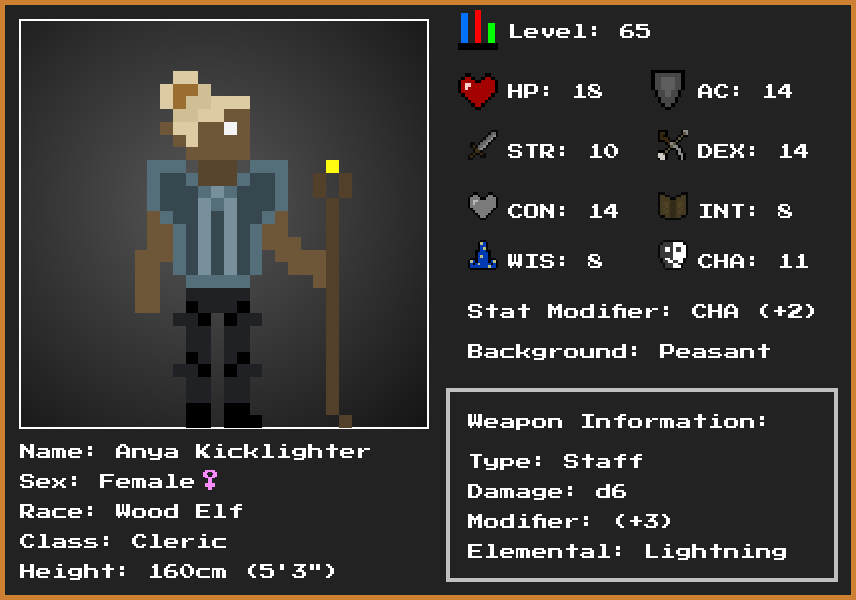 Level: 65
HP: 18 AC: 14
STR: 10 DEX: 14
CON: 14 INT: 8
WIS: 8 CHA: 11
Stat Modifier: CHA (+2)
Background: Peasant
Weapon Information:
Type: Staff
Damage: d6
Modifier: (+3)
Elemental: Lightning
Name: Anya Kicklighter
Sex: Female♀
Race: Wood Elf
Class: Cleric
Height: 160cm (5'3")